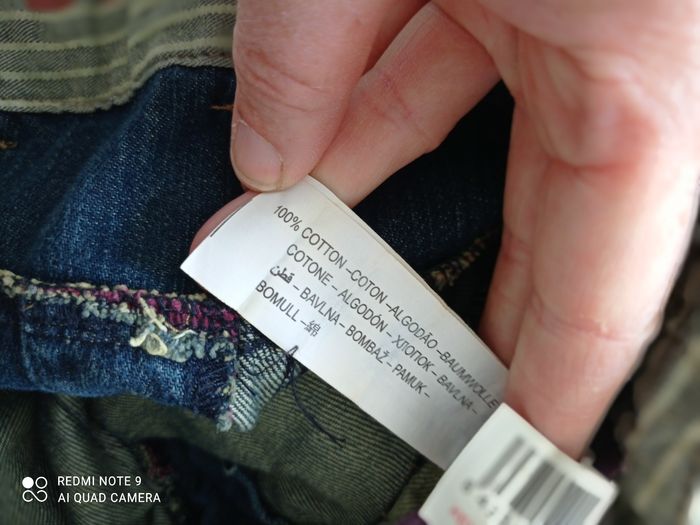 100% COTTON –COTON –ALGODÃO –BAUMWOLLE
COTONE – ALGODÓN - ХЛОПОК - BAVLNA–
قطن – BAVLNA – BOMBAŽ - PAMUK –
BOMULL –綿
REDMI NOTE 9
AI QUAD CAMERA